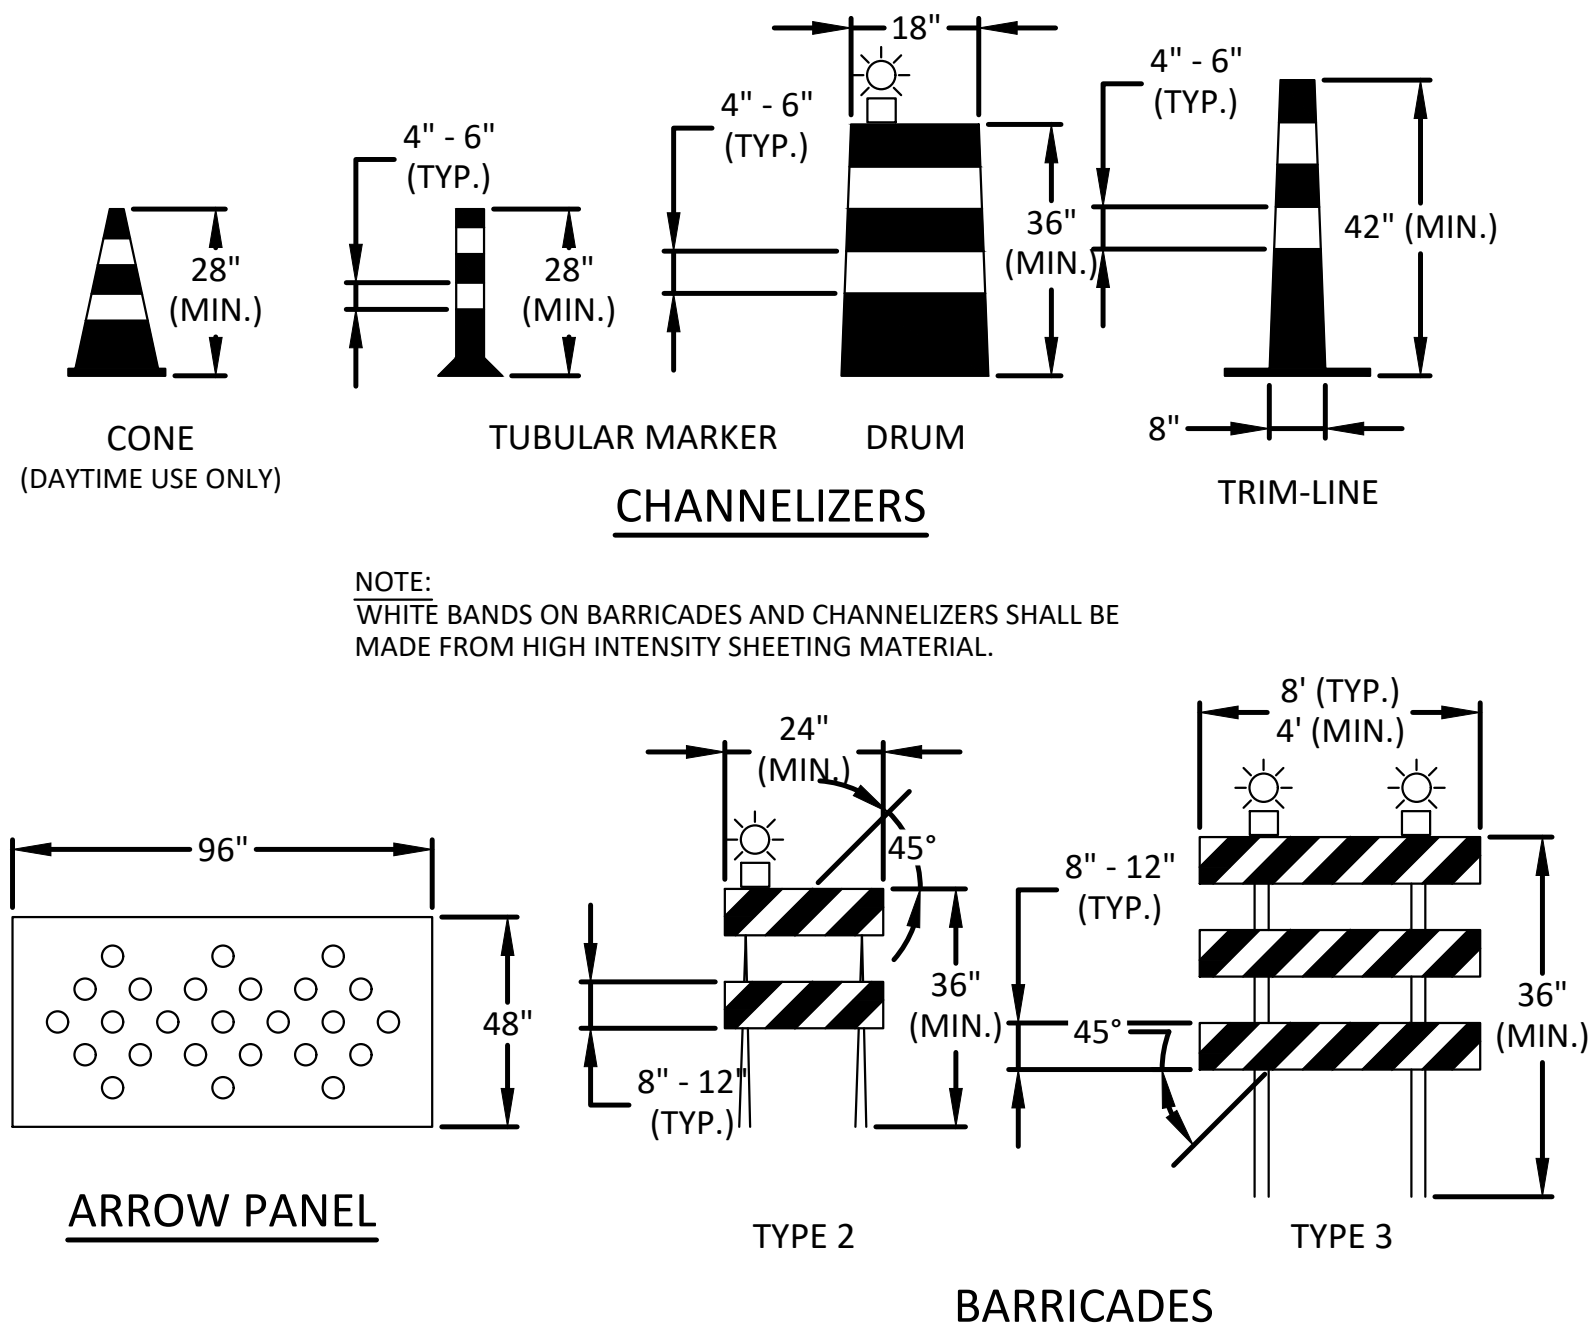 18"
4" - 6"
(TYP.)
4" - 6"
(TYP.)
4" - 6"
(TYP.)
28"
(MIN.)
28"
(MIN.)
36"
(MIN.)
42" (MIN.)
8"
CONE
(DAYTIME USE ONLY)
TUBULAR MARKER
DRUM
TRIM-LINE
CHANNELIZERS
NOTE:
WHITE BANDS ON BARRICADES AND CHANNELIZERS SHALL BE
MADE FROM HIGH INTENSITY SHEETING MATERIAL.
96"
48"
ARROW PANEL
24"
(MIN.)
45°
36"
(MIN.)
8" - 12"
(TYP.)
TYPE 2
8' (TYP.)
4' (MIN.)
8" - 12"
(TYP.)
45°
36"
(MIN.)
TYPE 3
BARRICADES